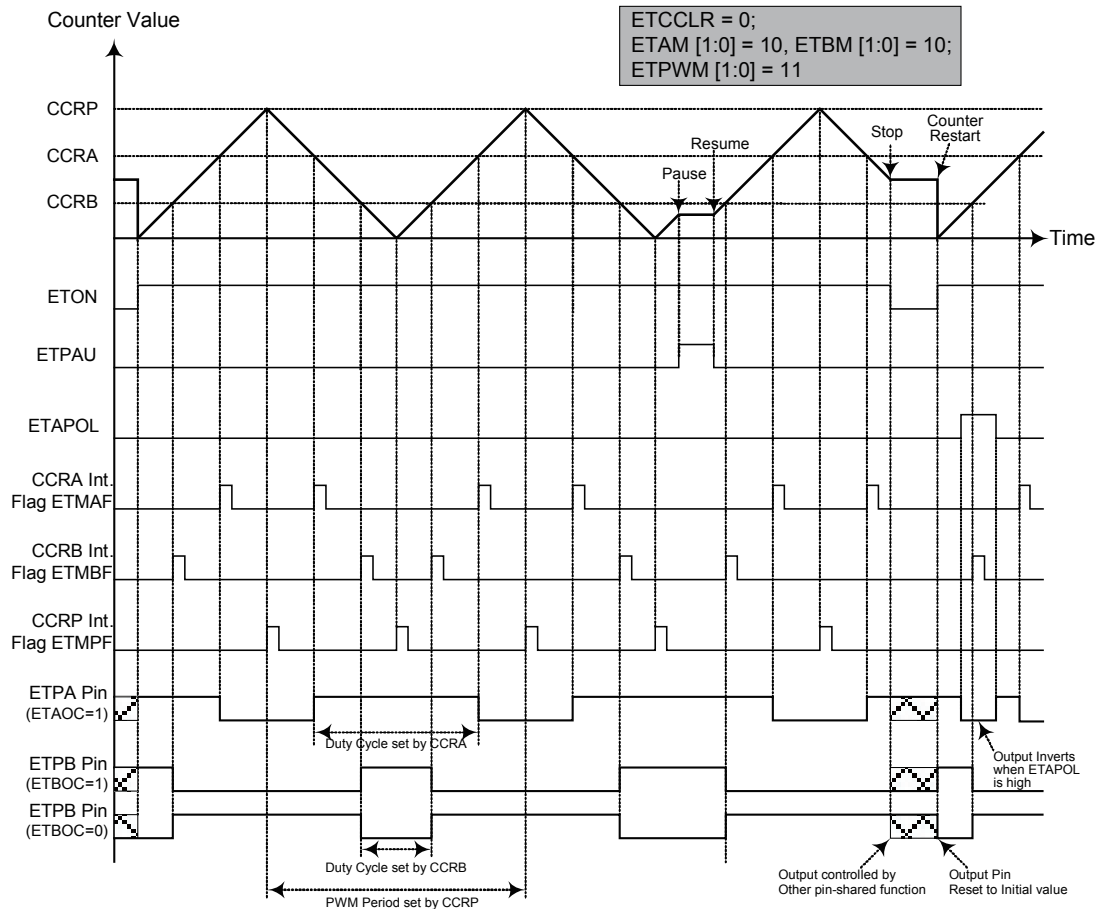 Counter Value
ETCCLR = 0;
ETAM [1:0] = 10, ETBM [1:0] = 10;
ETPWM [1:0] = 11
CCRP
CCRA
CCRB
Pause
Resume
Stop
Counter
Restart
Time
ETON
ETPAU
ETAPOL
CCRA Int.
Flag ETMAF
CCRB Int.
Flag ETMBF
CCRP Int.
Flag ETMPF
ETPA Pin
(ETAOC=1)
Duty Cycle set by CCRA
Output Inverts
when ETAPOL
is high
ETPB Pin
(ETBOC=1)
ETPB Pin
(ETBOC=0)
Duty Cycle set by CCRB
Output controlled by
Other pin-shared function
Output Pin
Reset to Initial value
PWM Period set by CCRP